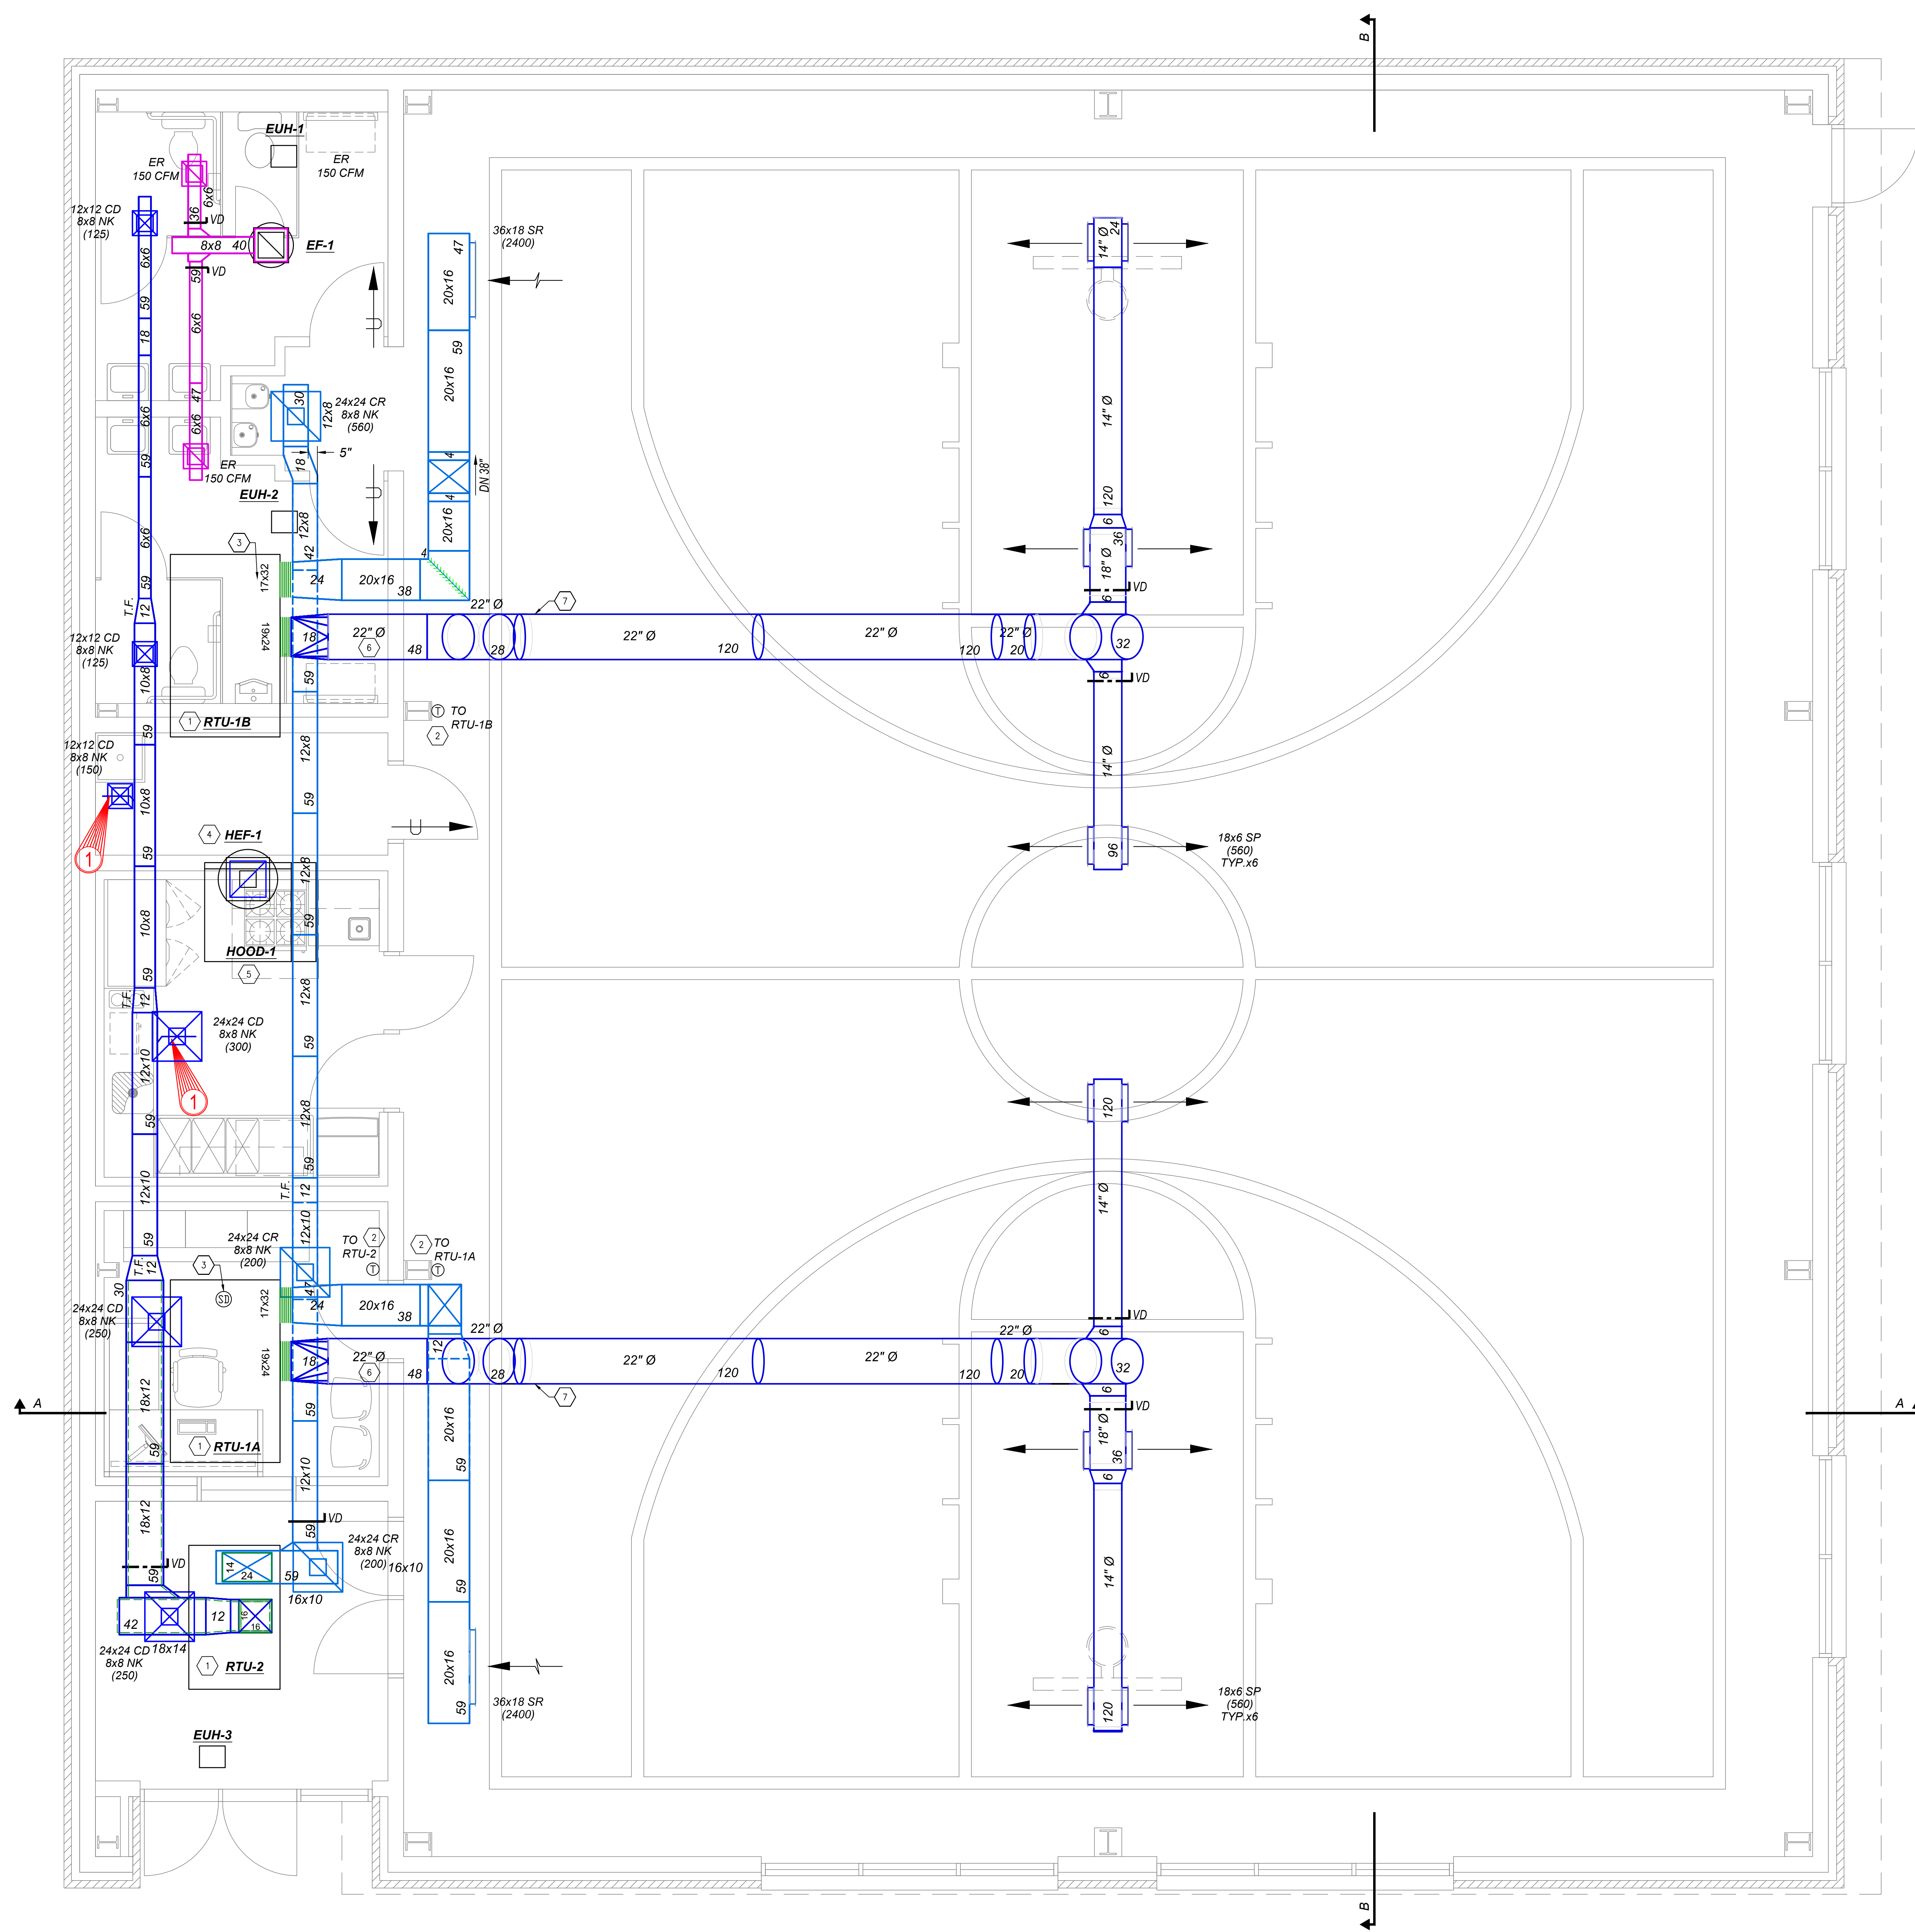 B
EUH-1
ER
150 CFM
ER
150 CFM
12x12 CD
8x8 NK
(125)
6x6
36
VD
8x8 40
EF-1
VD
59
6x6
6x6
59
18
47
6x6
6x6
59
ER
150 CFM
EUH-2
36x18 SR
(2400)
47
20x16
59
20x16
30
12x8
24x24 CR
8x8 NK
(560)
5"
18
4
DN 38"
4
20x16
12x8
42
4
3
17x32
24
20x16
38
6x6
59
T.F.
12
12x12 CD
8x8 NK
(125)
10x8
59
19x24
18
22" Ø
6
48
22" Ø
28
7
22" Ø
120
22" Ø
120
22" Ø
20
32
14" Ø
24
14" Ø
120
6
36
18" Ø
VD
6
6
VD
14" Ø
96
18x6 SP
(560)
TYP.x6
59
1
RTU-1B
T
TO
RTU-1B
2
12x12 CD
8x8 NK
(150)
10x8
59
1
12x8
59
4
HEF-1
12x8
59
HOOD-1
5
10x8
59
T.F.
12
24x24 CD
8x8 NK
(300)
12x10
59
1
12x8
59
12x8
59
T.F.
12
12x10
12x10
59
T.F.
12
30
24x24 CR
8x8 NK
(200)
TO
RTU-2
2
T
2
TO
RTU-1A
T
3
SD
24x24 CD
8x8 NK
(250)
17x32
47
24
20x16
38
19x24
18
22" Ø
6
48
12
22" Ø
28
7
22" Ø
120
22" Ø
120
22" Ø
20
32
120
14" Ø
VD
6
6
VD
18" Ø
36
6
14" Ø
120
18x6 SP
(560)
TYP.x6
A
A
18x12
59
1
RTU-1A
59
12x10
59
VD
20x16
59
20x16
59
20x16
59
36x18 SR
(2400)
18x12
59
VD
24x24 CR
8x8 NK
(200)
16x10
14
24
59
16x10
42
12
16
16
18x14
24x24 CD
8x8 NK
(250)
1
RTU-2
EUH-3
B